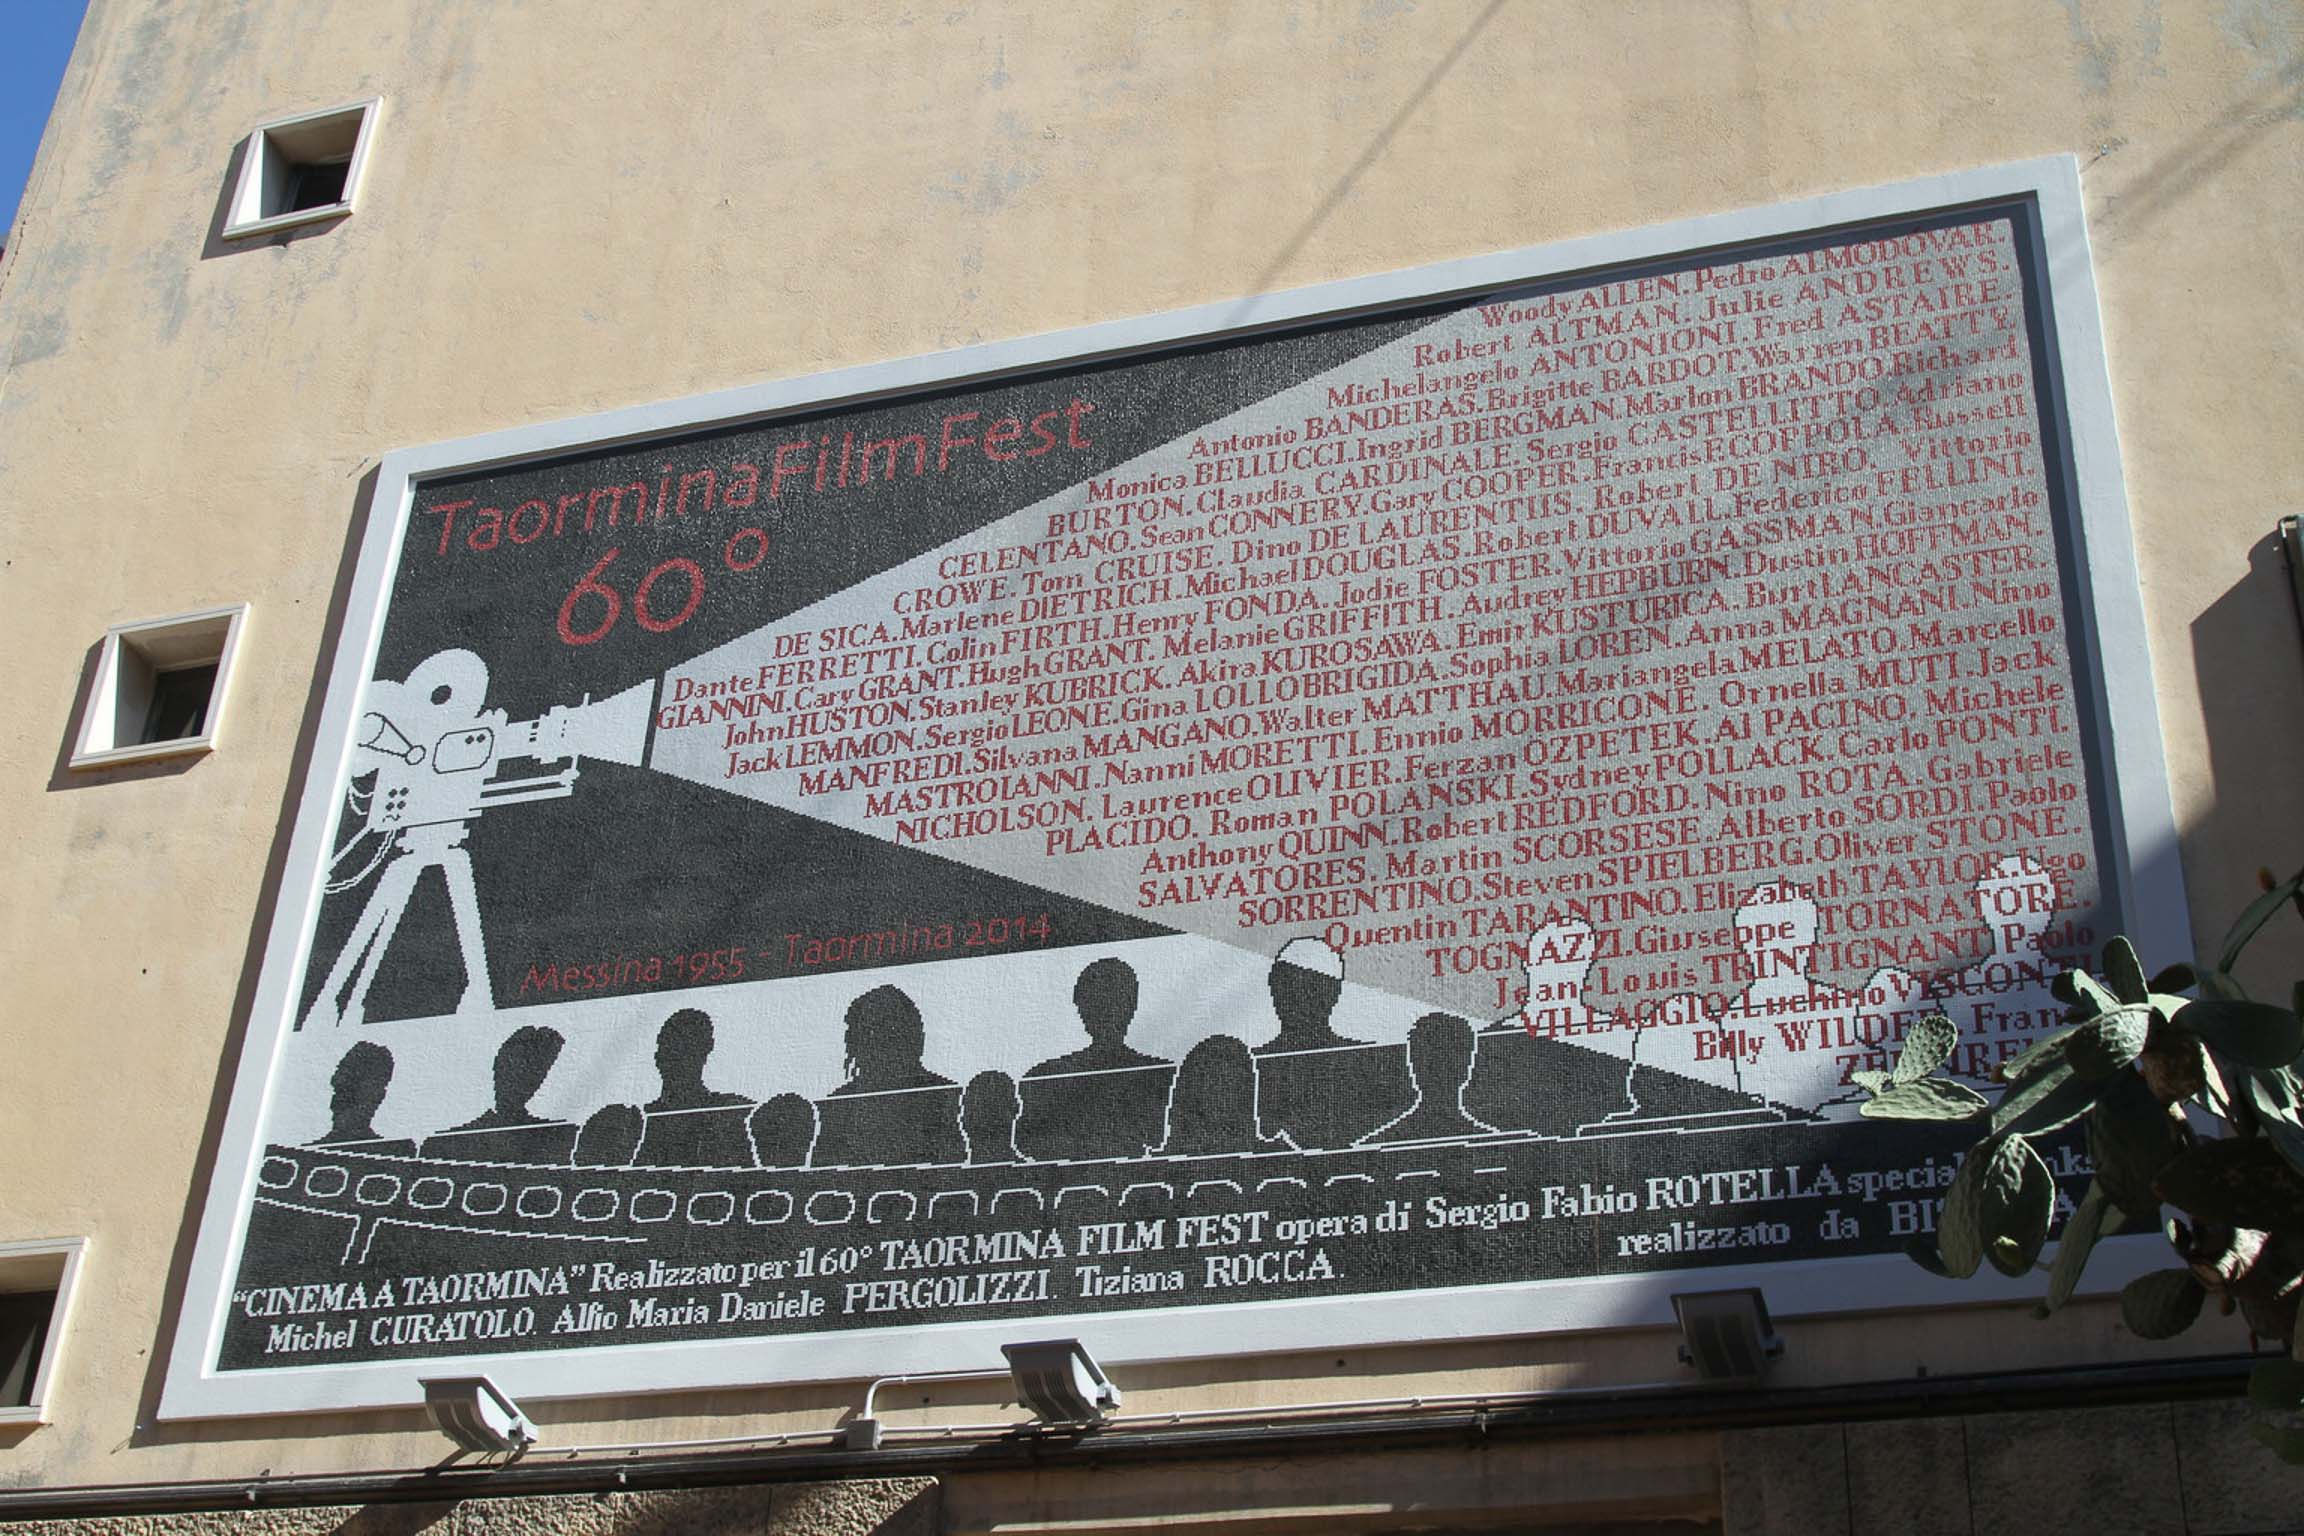 TaorminaFilmFest
60°
Woody ALLEN. Pedro ALMODÓVAR.
Robert ALTMAN. Julie ANDREWS.
Michelangelo ANTONIONI. Fred ASTAIRE.
Antonio BANDERAS. Brigitte BARDOT. Warren BEATTY.
Monica BELLUCCI. Ingrid BERGMAN. Marlon BRANDO. Richard
BURTON. Claudia CARDINALE. Sergio CASTELLITTO. Adriano
CELENTANO. Sean CONNERY. Gary COOPER. Francis F. COPPOLA. Russell
CROWE. Tom CRUISE. Dino DE LAURENTIIS. Robert DE NIRO. Vittorio
DE SICA. Marlene DIETRICH. Michael DOUGLAS. Robert DUVALL. Federico FELLINI.
Dante FERRETTI. Colin FIRTH. Henry FONDA. Jodie FOSTER. Vittorio GASSMAN. Giancarlo
GIANNINI. Cary GRANT. Hugh GRANT. Melanie GRIFFITH. Audrey HEPBURN. Dustin HOFFMAN.
John HUSTON. Stanley KUBRICK. Akira KUROSAWA. Emir KUSTURICA. Burt LANCASTER.
Jack LEMMON. Sergio LEONE. Gina LOLLOBRIGIDA. Sophia LOREN. Anna MAGNANI. Nino
MANFREDI. Silvana MANGANO. Walter MATTHAU. Mariangela MELATO. Marcello
MASTROIANNI. Nanni MORETTI. Ennio MORRICONE. Ornella MUTI. Jack
NICHOLSON. Laurence OLIVIER. Ferzan OZPETEK. Al PACINO. Michele
PLACIDO. Roman POLANSKI. Sydney POLLACK. Carlo PONTI.
Anthony QUINN. Robert REDFORD. Nino ROTA. Gabriele
SALVATORES. Martin SCORSESE. Alberto SORDI. Paolo
SORRENTINO. Steven SPIELBERG. Oliver STONE.
Quentin TARANTINO. Elizabeth TAYLOR. Ugo
TOGNAZZI. Giuseppe TORNATORE.
Jean-Louis TRINTIGNANT. Paolo
VILLAGGIO. Luchino VISCONTI
Billy WILDER.
Messina 1955 - Taormina 2014
"CINEMA A TAORMINA" Realizzato per il 60° TAORMINA FILM FEST opera di Sergio Fabio ROTELLA special
Michel CURATOLO. Alfio Maria Daniele PERGOLIZZI. Tiziana ROCCA. realizzato da